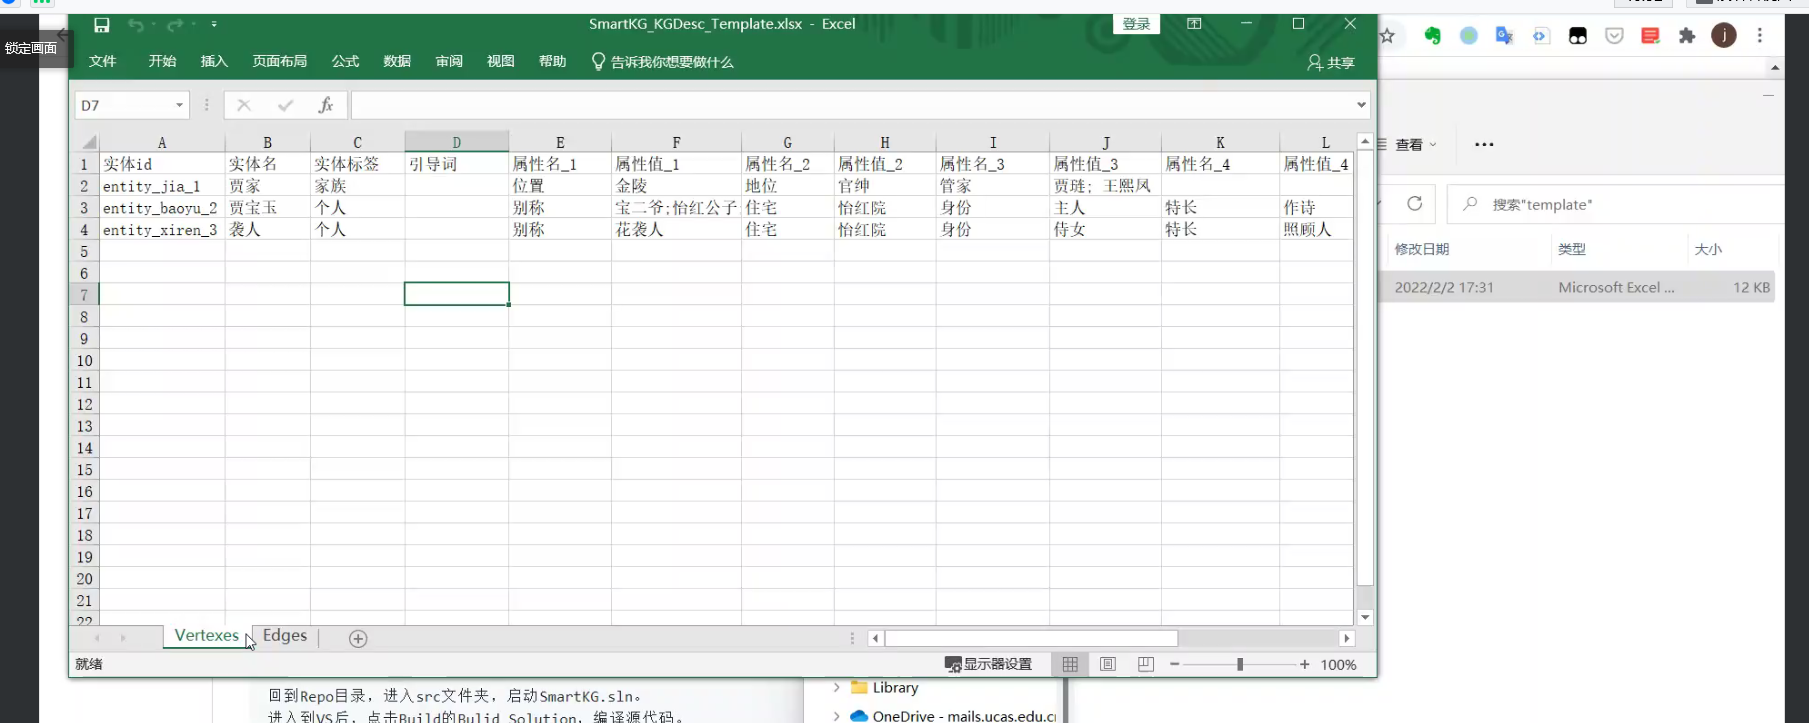 SmartKG_KGDesc_Template.xlsx - Excel
登录
锁定画面
文件 开始 插入 页面布局 公式 数据 审阅 视图 帮助 告诉我你想要做什么 共享
j
D7
fx
A B C D E F G H I J K L
1 实体id 实体名 实体标签 引导词 属性名_1 属性值_1 属性名_2 属性值_2 属性名_3 属性值_3 属性名_4 属性值_4
2 entity_jia_1 贾家 家族 位置 金陵 地位 官绅 管家 贾琏; 王熙凤
3 entity_baoyu_2 贾宝玉 个人 别称 宝二爷;怡红公子 住宅 怡红院 身份 主人 特长 作诗
4 entity_xiren_3 袭人 个人 别称 花袭人 住宅 怡红院 身份 侍女 特长 照顾人
5
6
7
8
9
10
11
12
13
14
15
16
17
18
19
20
21
22
Vertexes Edges
就绪
显示器设置
100%
查看
搜索"template"
修改日期 类型 大小
2022/2/2 17:31 Microsoft Excel ... 12 KB
回到Repo目录，进入src文件夹，启动SmartKG.sln。
进入到VS后，点击Build的Bulid Solution，编译源代码。
Library
OneDrive - mails.ucas.edu.cn